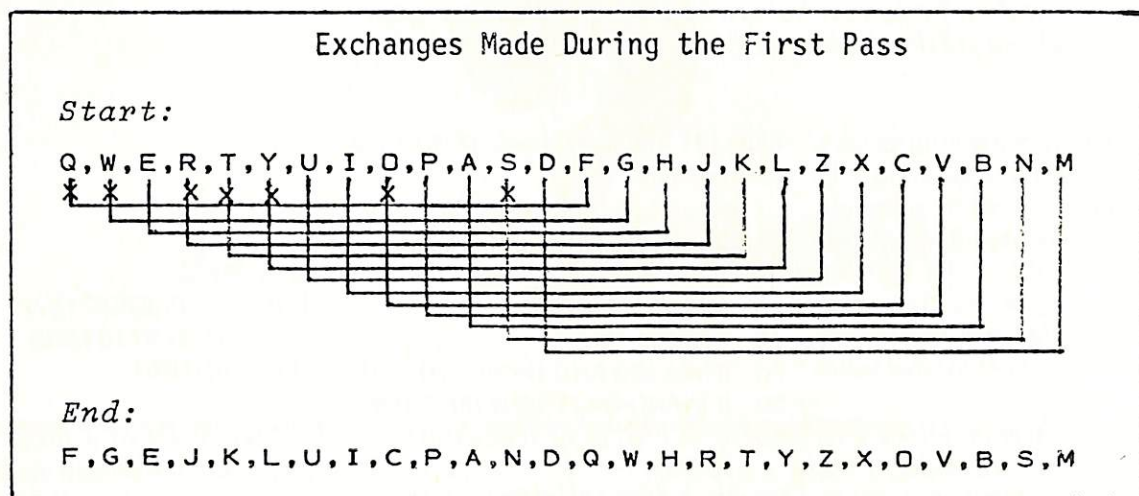 Exchanges Made During the First Pass
Start:
Q,W,E,R,T,Y,U,I,O,P,A,S,D,F,G,H,J,K,L,Z,X,C,V,B,N,M
End:
F,G,E,J,K,L,U,I,C,P,A,N,D,Q,W,H,R,T,Y,Z,X,O,V,B,S,M